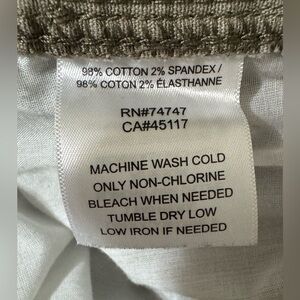 98% COTTON 2% SPANDEX /
98% COTON 2% ÉLASTHANNE
RN#74747
CA#45117
MACHINE WASH COLD
ONLY NON-CHLORINE
BLEACH WHEN NEEDED
TUMBLE DRY LOW
LOW IRON IF NEEDED